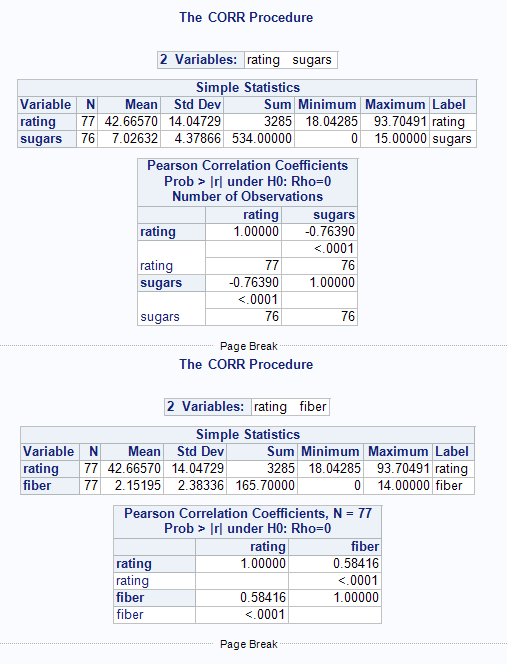 The CORR Procedure
2 Variables: rating sugars
Simple Statistics
Variable N Mean Std Dev Sum Minimum Maximum Label
rating 77 42.66570 14.04729 3285 18.04285 93.70491 rating
sugars 76 7.02632 4.37866 534.00000 0 15.00000 sugars
Pearson Correlation Coefficients
Prob > |r| under H0: Rho=0
Number of Observations
rating sugars
rating 1.00000 -0.76390
<.0001
rating 77 76
sugars -0.76390 1.00000
<.0001
sugars 76 76
Page Break
The CORR Procedure
2 Variables: rating fiber
Simple Statistics
Variable N Mean Std Dev Sum Minimum Maximum Label
rating 77 42.66570 14.04729 3285 18.04285 93.70491 rating
fiber 77 2.15195 2.38336 165.70000 0 14.00000 fiber
Pearson Correlation Coefficients, N = 77
Prob > |r| under H0: Rho=0
rating fiber
rating 1.00000 0.58416
rating <.0001
fiber 0.58416 1.00000
fiber <.0001
Page Break